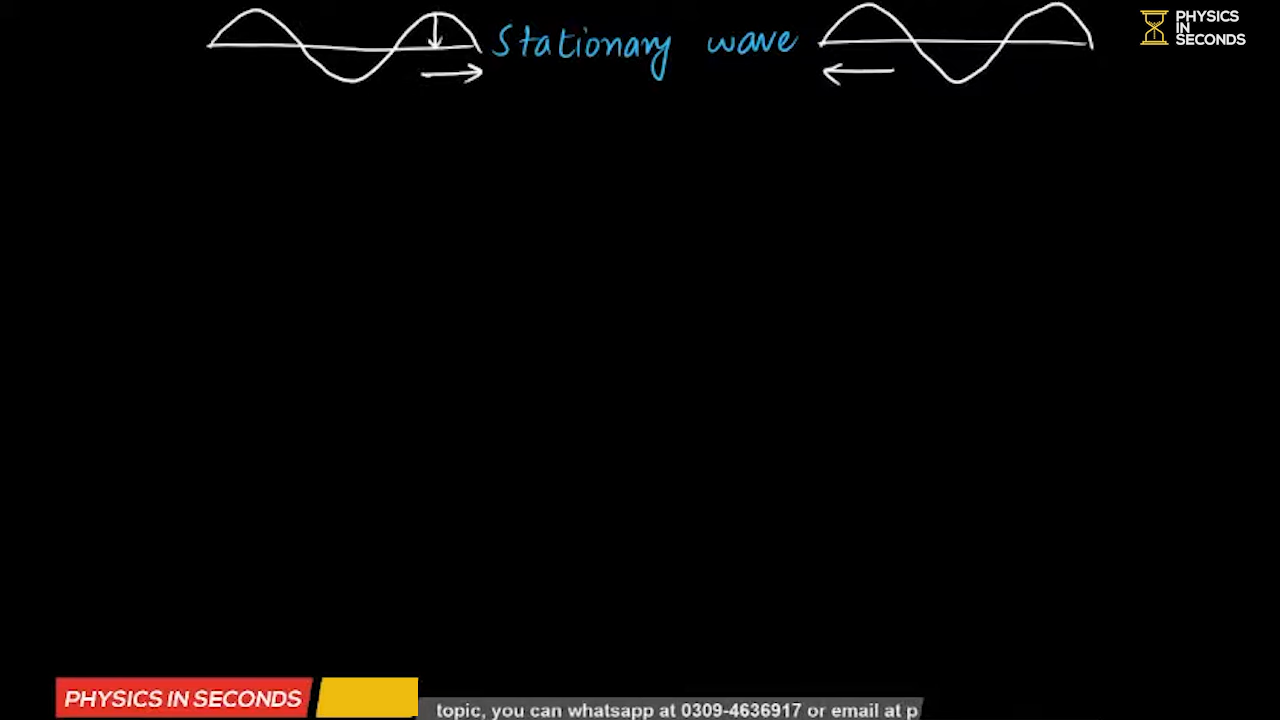 Stationary wave
PHYSICS
IN
SECONDS
PHYSICS IN SECONDS
topic, you can whatsapp at 0309-4636917 or email at p